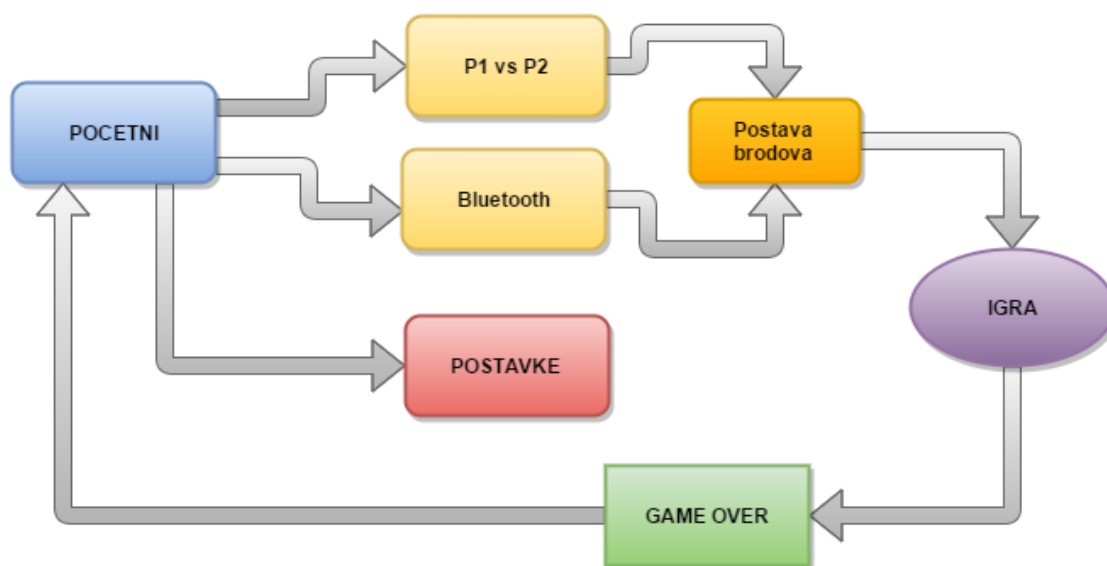 P1 vs P2
POCETNI
Postava
brodova
Bluetooth
IGRA
POSTAVKE
GAME OVER